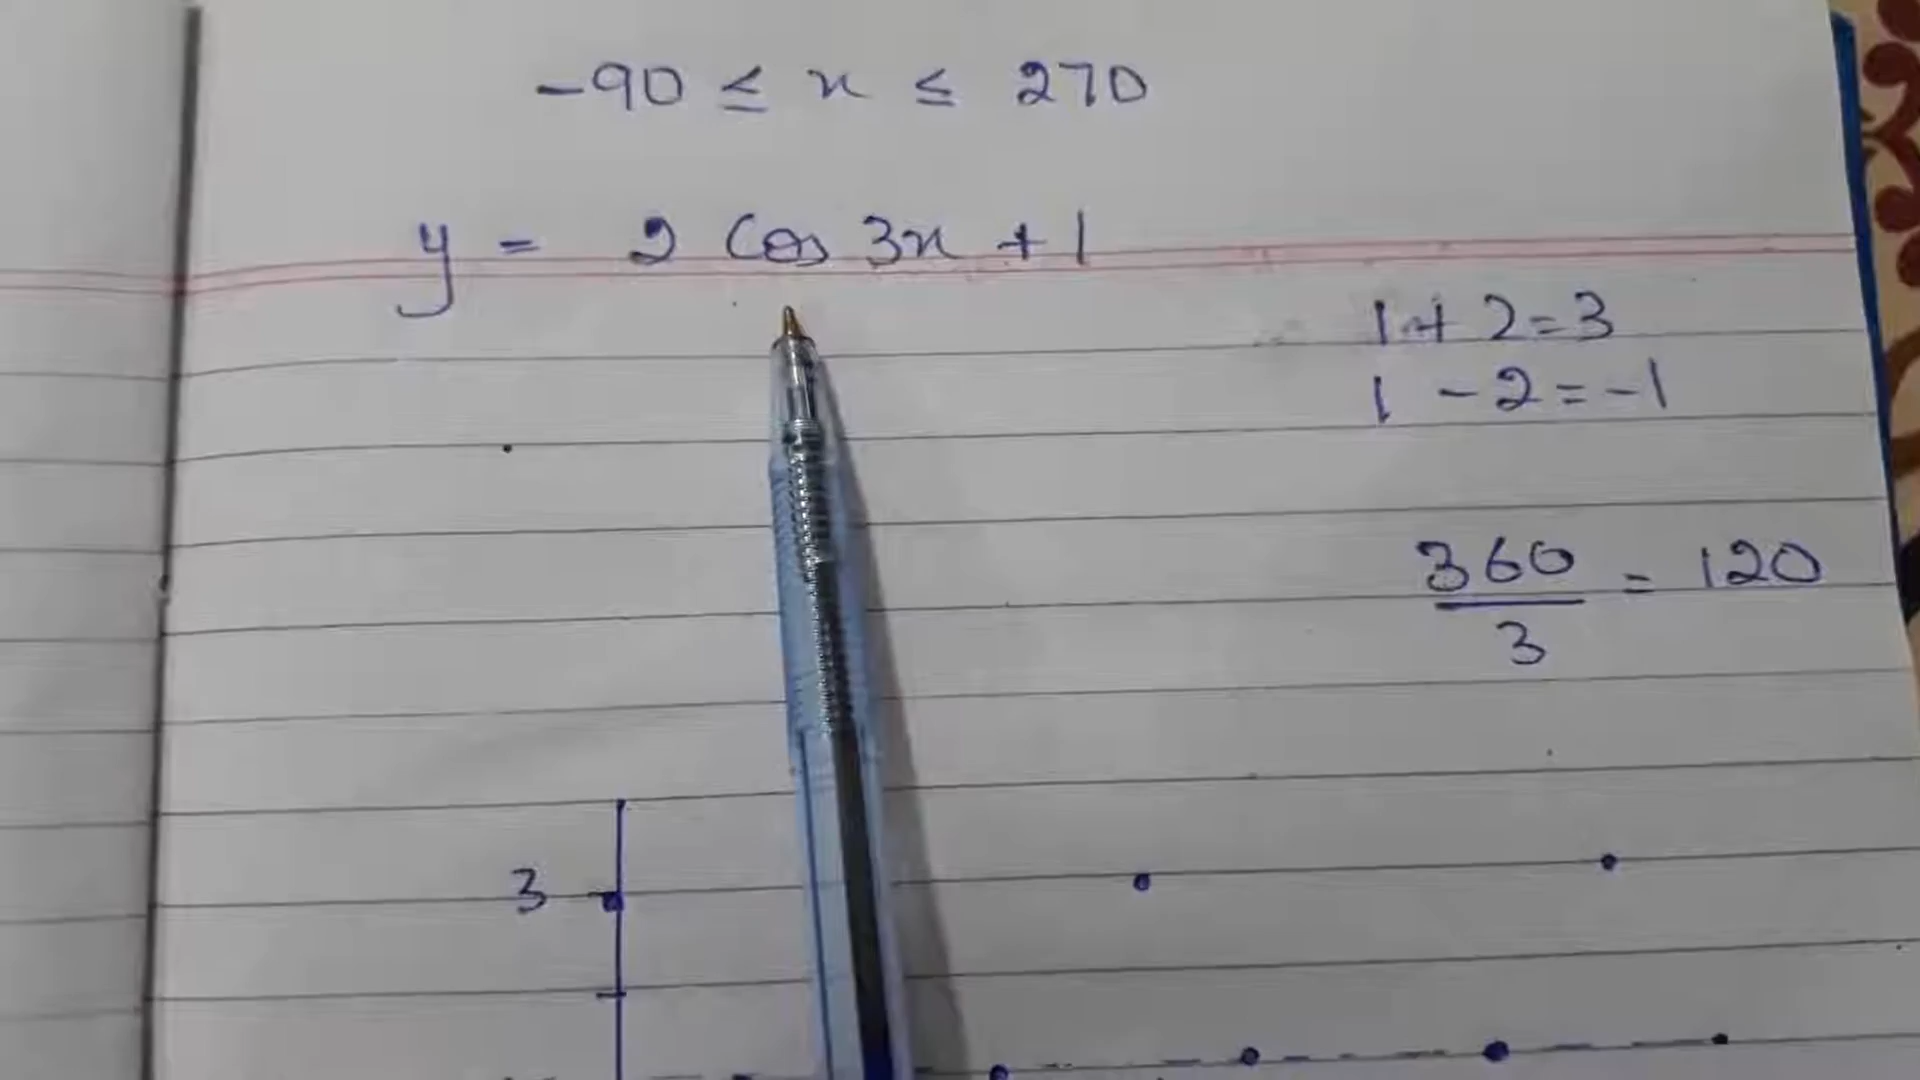 -90 ≤ x ≤ 270
y = 2 Cos 3x + 1
1 + 2 = 3
1 - 2 = -1
360/3 = 120
3